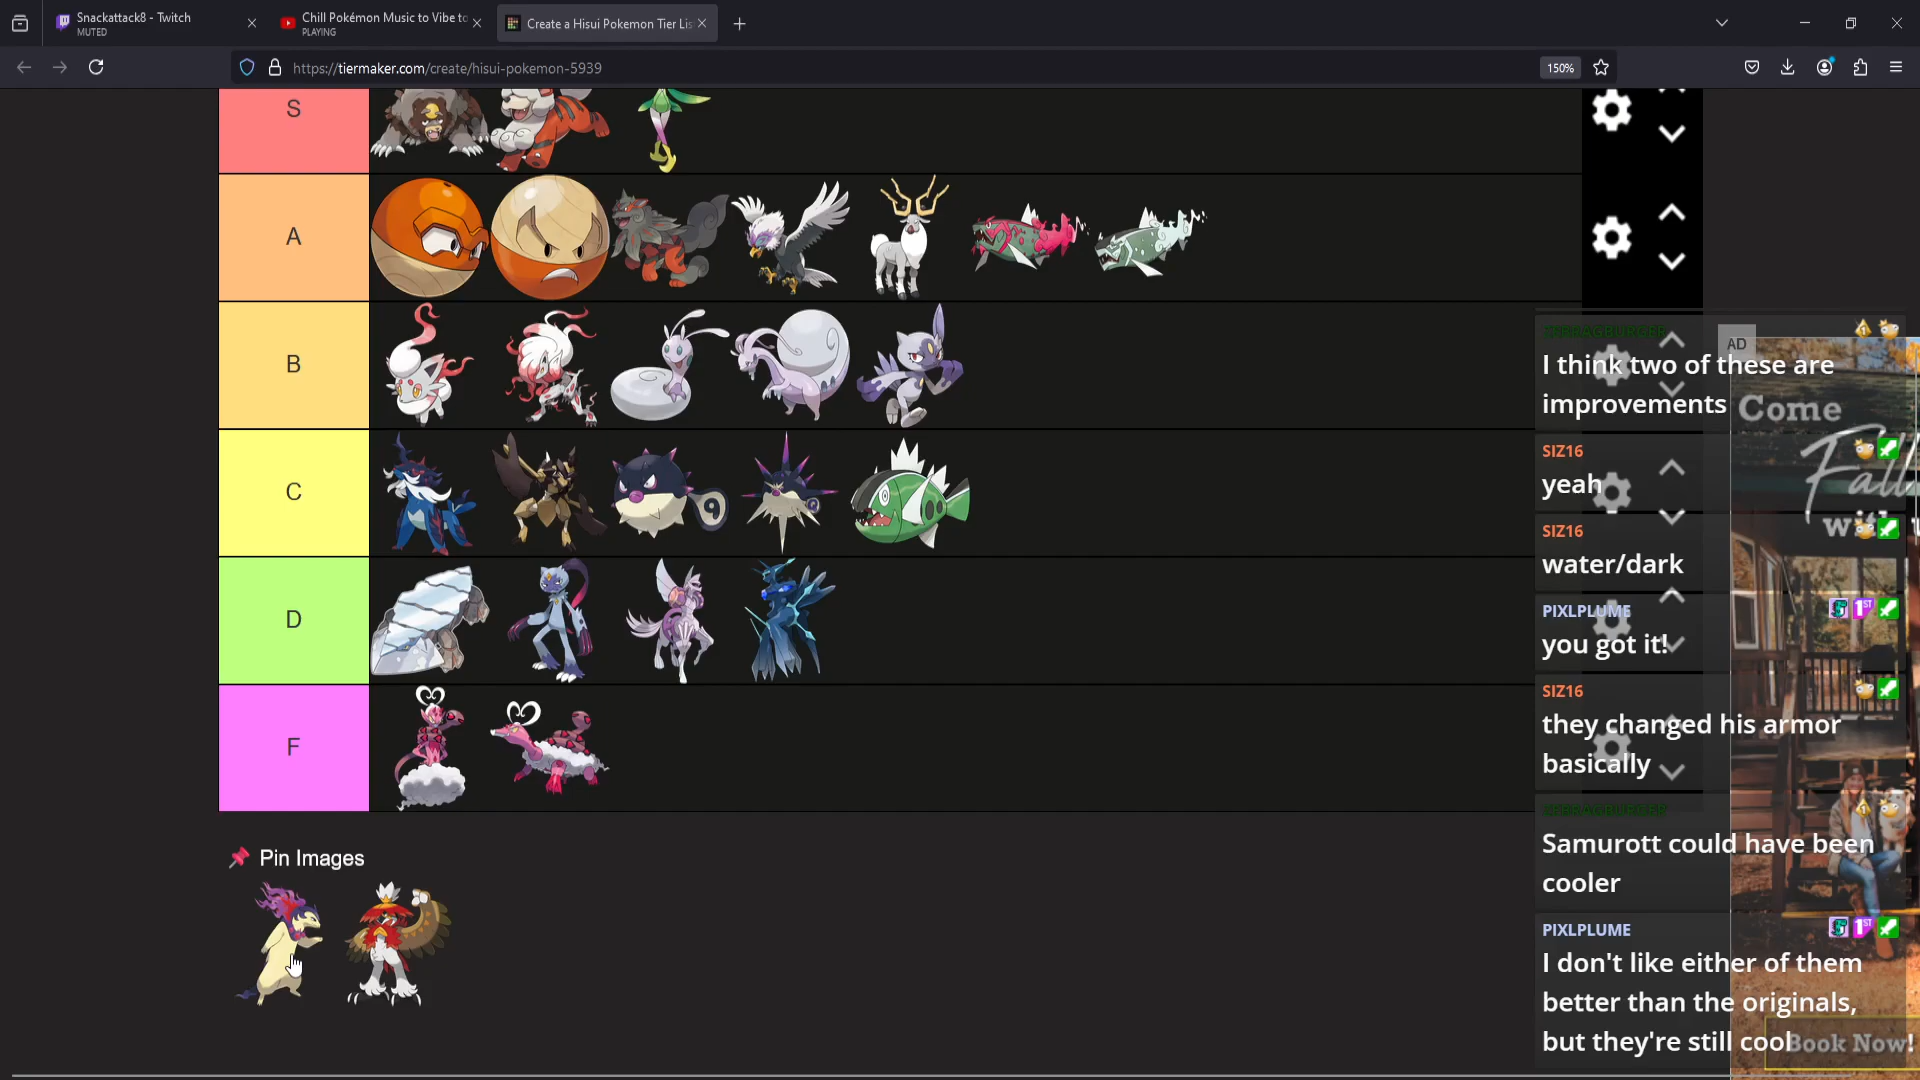 Snackattack8 - Twitch
MUTED
Chill Pokémon Music to Vibe to
PLAYING
Create a Hisui Pokemon Tier Lis
https://tiermaker.com/create/hisui-pokemon-5939
150%
S
A
B
C
D
F
Pin Images
AD
Come
Fall
Book Now!
I think two of these are
improvements
SIZ16
yeah
SIZ16
water/dark
PIXLPLUME
you got it!
SIZ16
they changed his armor
basically
Samurott could have been
cooler
PIXLPLUME
I don't like either of them
better than the originals,
but they're still cool